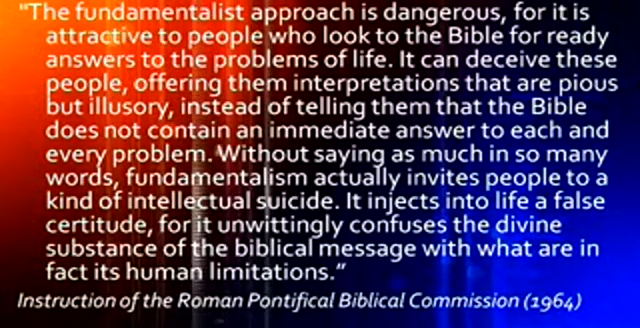 "The fundamentalist approach is dangerous, for it is
attractive to people who look to the Bible for ready
answers to the problems of life. It can deceive these
people, offering them interpretations that are pious
but illusory, instead of telling them that the Bible
does not contain an immediate answer to each and
every problem. Without saying as much in so many
words, fundamentalism actually invites people to a
kind of intellectual suicide. It injects into life a false
certitude, for it unwittingly confuses the divine
substance of the biblical message with what are in
fact its human limitations.”
Instruction of the Roman Pontifical Biblical Commission (1964)